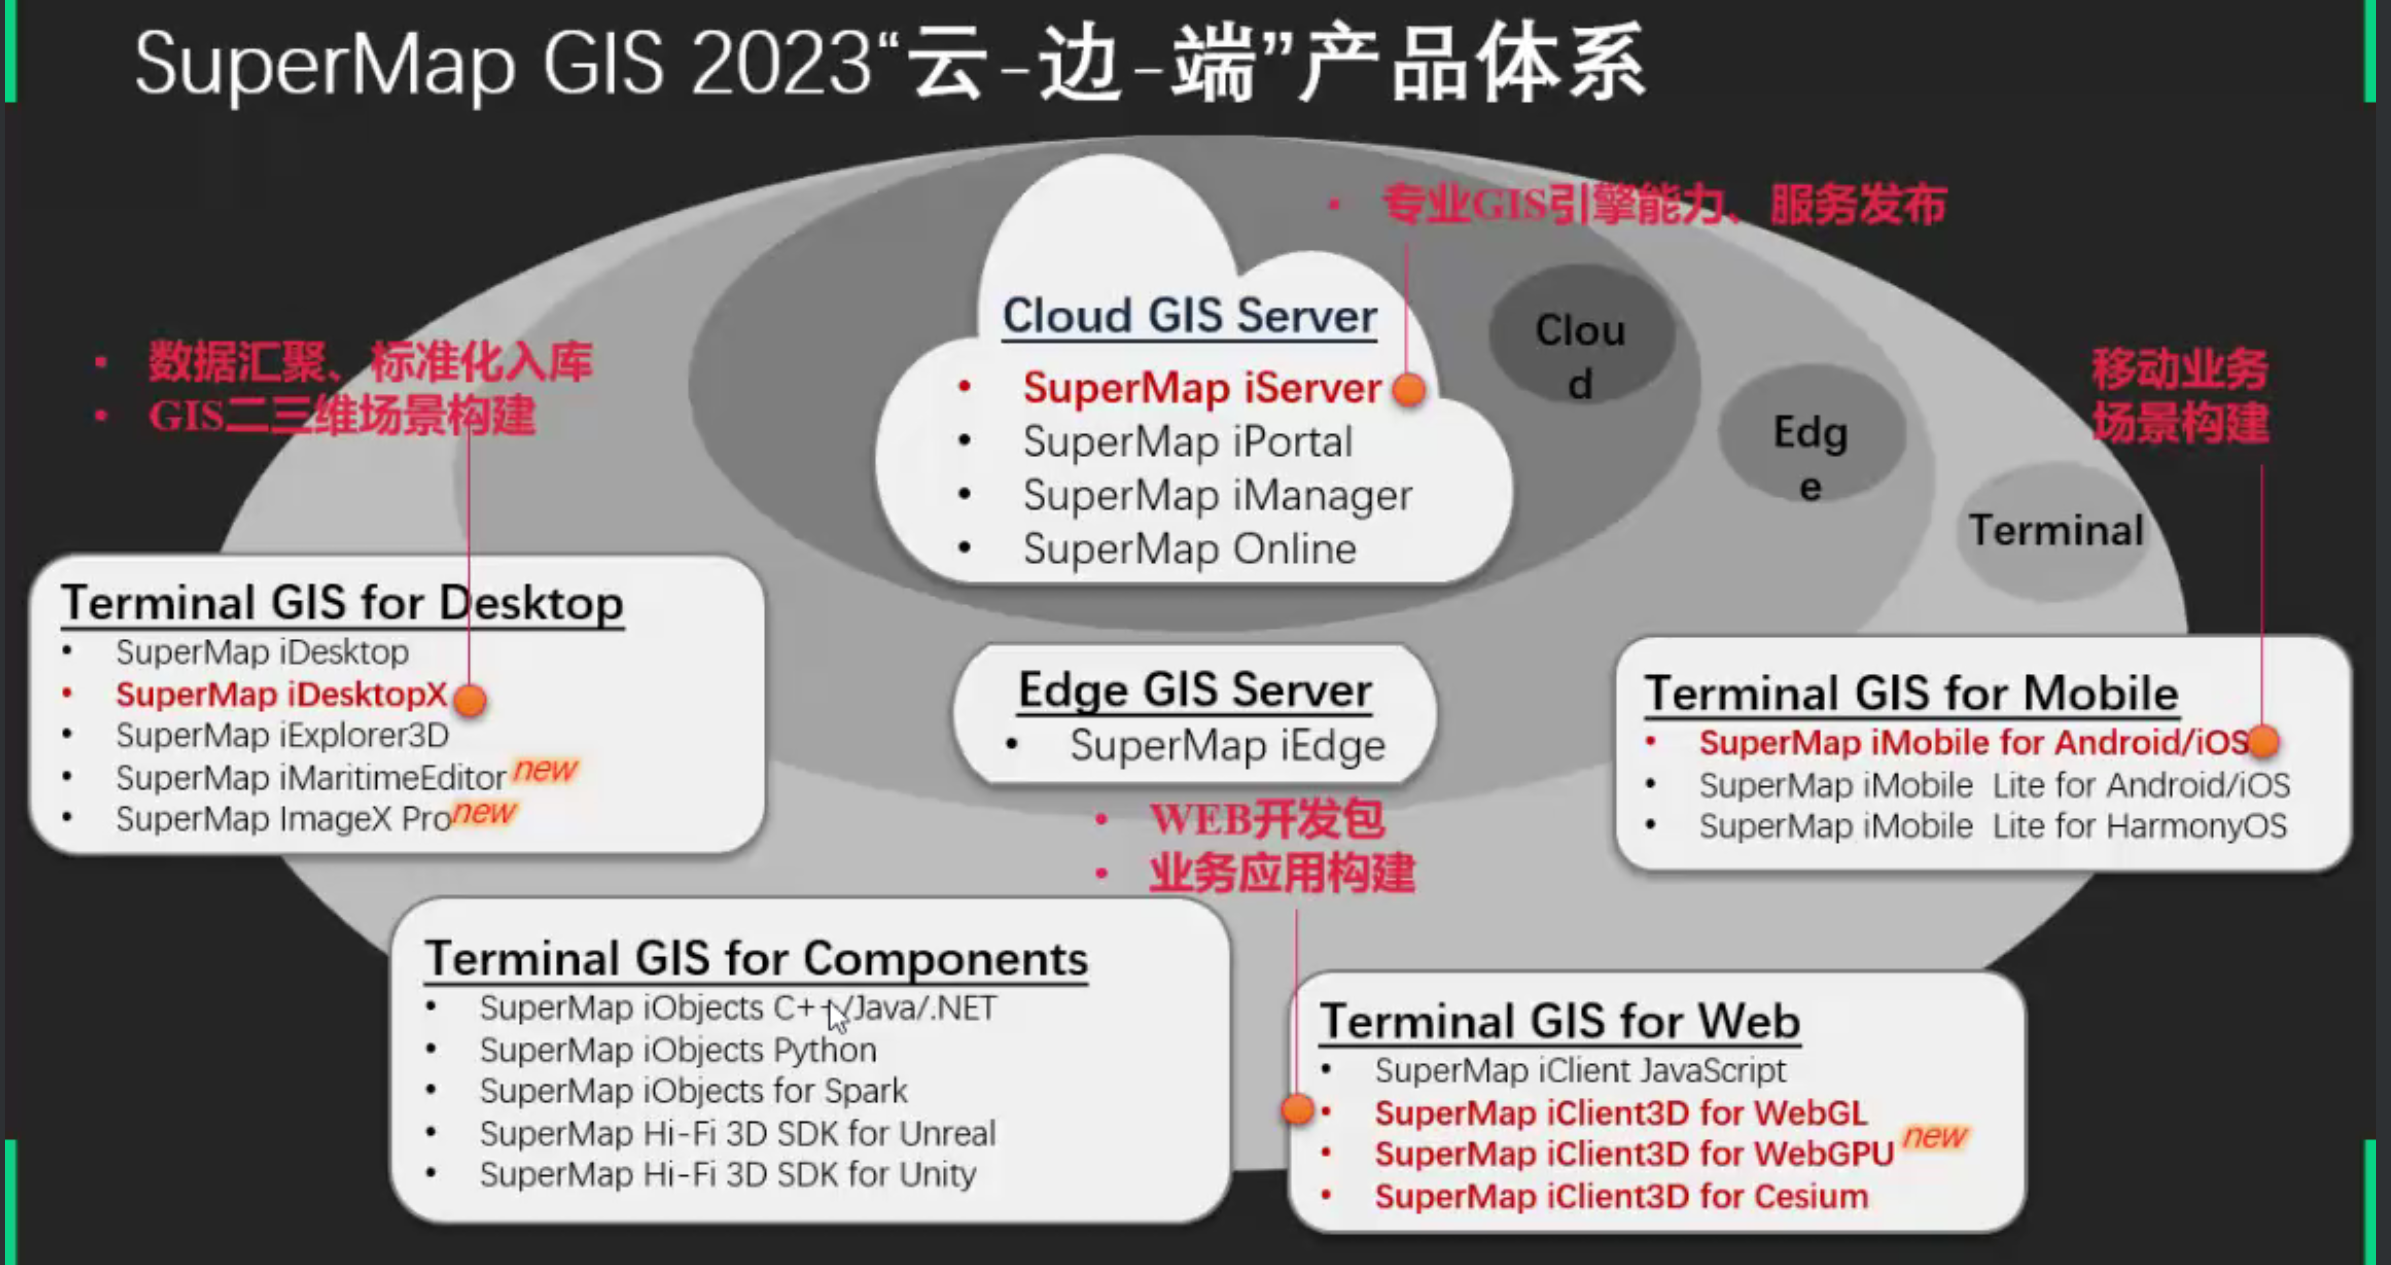 SuperMap GIS 2023“云-边-端”产品体系
• 专业GIS引擎能力、服务发布
Cloud GIS Server
• SuperMap iServer
• SuperMap iPortal
• SuperMap iManager
• SuperMap Online
Clou
d
Edg
e
Terminal
• 数据汇聚、标准化入库
• GIS二三维场景构建
移动业务
场景构建
Terminal GIS for Desktop
• SuperMap iDesktop
• SuperMap iDesktopX
• SuperMap iExplorer3D
• SuperMap iMaritimeEditor new
• SuperMap ImageX Pro new
Edge GIS Server
• SuperMap iEdge
Terminal GIS for Mobile
• SuperMap iMobile for Android/iOS
• SuperMap iMobile Lite for Android/iOS
• SuperMap iMobile Lite for HarmonyOS
• WEB开发包
• 业务应用构建
Terminal GIS for Components
• SuperMap iObjects C++/Java/.NET
• SuperMap iObjects Python
• SuperMap iObjects for Spark
• SuperMap Hi-Fi 3D SDK for Unreal
• SuperMap Hi-Fi 3D SDK for Unity
Terminal GIS for Web
• SuperMap iClient JavaScript
• SuperMap iClient3D for WebGL
• SuperMap iClient3D for WebGPU new
• SuperMap iClient3D for Cesium